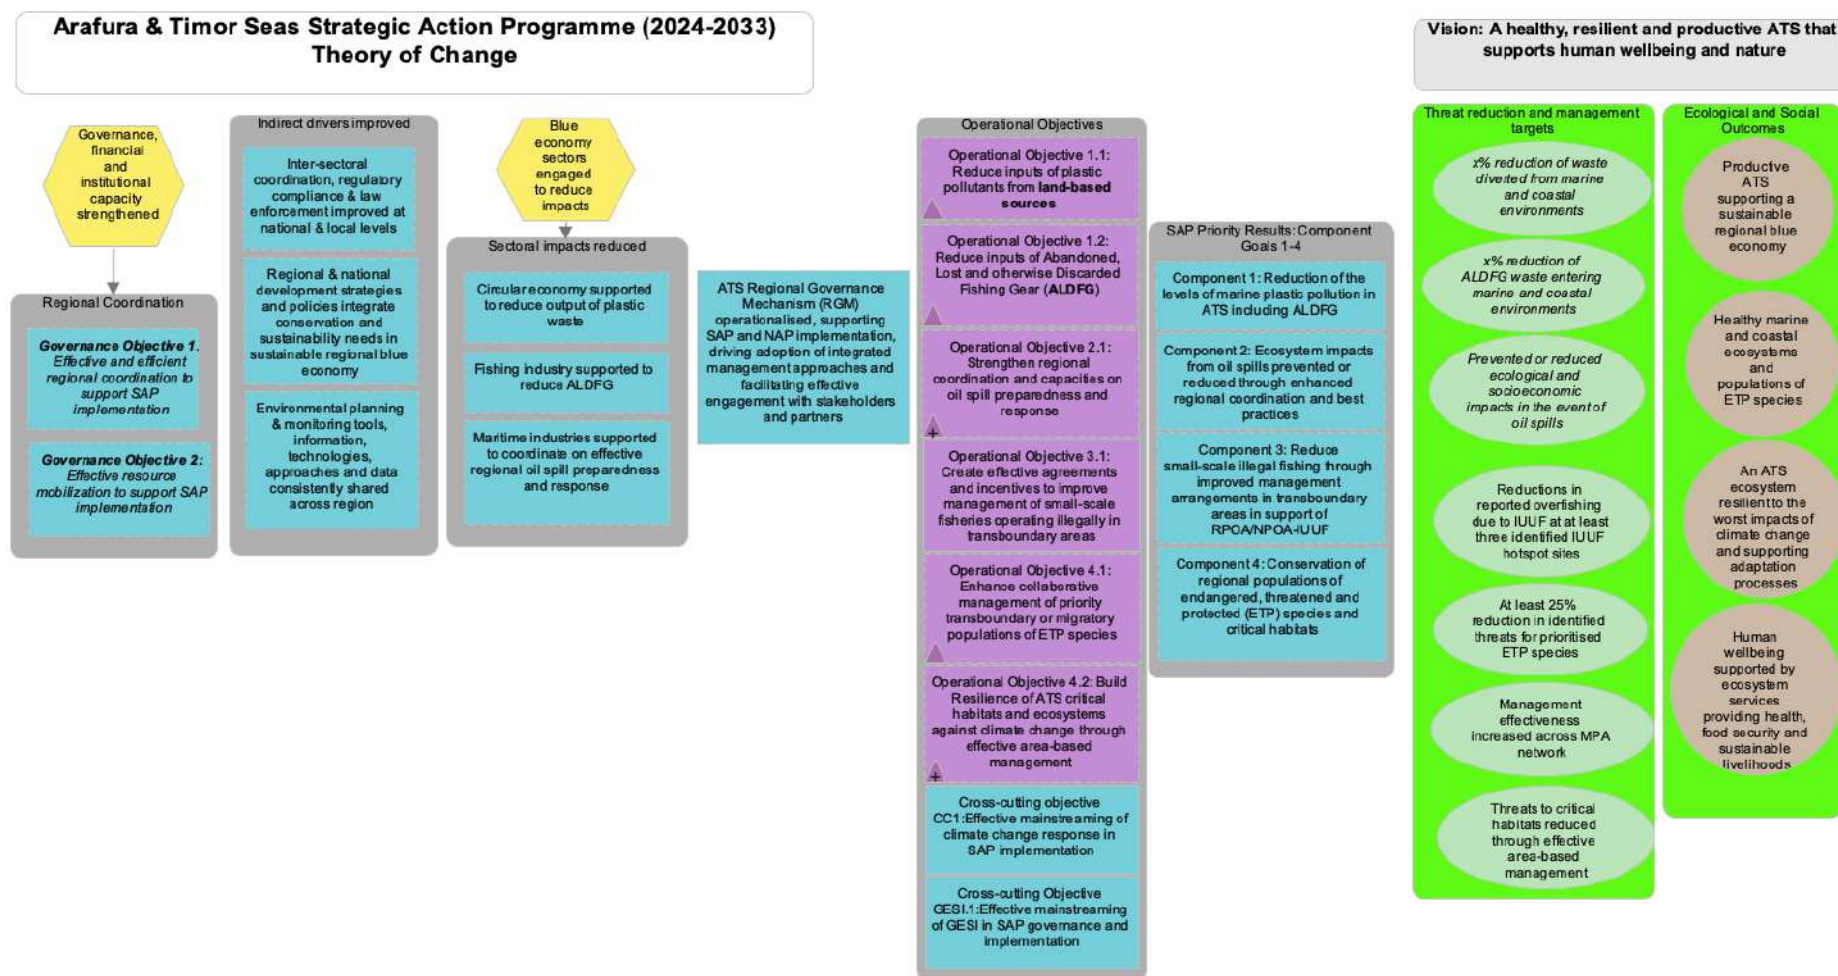 Arafura & Timor Seas Strategic Action Programme (2024-2033)
Theory of Change
Vision: A healthy, resilient and productive ATS that
supports human wellbeing and nature
Governance,
financial
and
institutional
capacity
strengthened
Regional Coordination
Governance Objective 1.
Effective and efficient
regional coordination to
support SAP
implementation
Governance Objective 2:
Effective resource
mobilization to support SAP
implementation
Indirect drivers improved
Inter-sectoral
coordination, regulatory
compliance & law
enforcement improved at
national & local levels
Regional & national
development strategies
and policies integrate
conservation and
sustainability needs in
sustainable regional blue
economy
Environmental planning
& monitoring tools,
information,
technologies,
approaches and data
consistently shared
across region
Blue
economy
sectors
engaged
to reduce
impacts
Sectoral impacts reduced
Circular economy supported
to reduce output of plastic
waste
Fishing industry supported to
reduce ALDFG
Maritime industries supported
to coordinate on effective
regional oil spill preparedness
and response
ATS Regional Governance
Mechanism (RGM)
operationalised, supporting
SAP and NAP implementation,
driving adoption of integrated
management approaches and
facilitating effective
engagement with stakeholders
and partners
Operational Objectives
Operational Objective 1.1:
Reduce inputs of plastic
pollutants from land-based
sources
Operational Objective 1.2:
Reduce inputs of Abandoned,
Lost and otherwise Discarded
Fishing Gear (ALDFG)
Operational Objective 2.1:
Strengthen regional
coordination and capacities on
oil spill preparedness and
response
+
Operational Objective 3.1:
Create effective agreements
and incentives to improve
management of small-scale
fisheries operating illegally in
transboundary areas
Operational Objective 4.1:
Enhance collaborative
management of priority
transboundary or migratory
populations of ETP species
Operational Objective 4.2: Build
Resilience of ATS critical
habitats and ecosystems
against climate change through
effective area-based
management
+
Cross-cutting objective
CC1:Effective mainstreaming of
climate change response in
SAP implementation
Cross-cutting Objective
GESI.1:Effective mainstreaming
of GESI in SAP governance and
implementation
SAP Priority Results: Component
Goals 1-4
Component 1: Reduction of the
levels of marine plastic pollution in
ATS including ALDFG
Component 2: Ecosystem impacts
from oil spills prevented or
reduced through enhanced
regional coordination and best
practices
Component 3: Reduce
small-scale illegal fishing through
improved management
arrangements in transboundary
areas in support of
RPOA/NPOA-IUUF
Component 4: Conservation of
regional populations of
endangered, threatened and
protected (ETP) species and
critical habitats
Threat reduction and management
targets
x% reduction of waste
diverted from marine
and coastal
environments
x% reduction of
ALDFG waste entering
marine and coastal
environments
Prevented or reduced
ecological and
socioeconomic
impacts in the event of
oil spills
Reductions in
reported overfishing
due to IUUF at at least
three identified IUUF
hotspot sites
At least 25%
reduction in identified
threats for prioritised
ETP species
Management
effectiveness
increased across MPA
network
Threats to critical
habitats reduced
through effective
area-based
management
Ecological and Social
Outcomes
Productive
ATS
supporting a
sustainable
regional blue
economy
Healthy marine
and coastal
ecosystems
and
populations of
ETP species
An ATS
ecosystem
resilient to the
worst impacts of
climate change
and supporting
adaptation
processes
Human
wellbeing
supported by
ecosystem
services
providing health,
food security and
sustainable
livelihoods